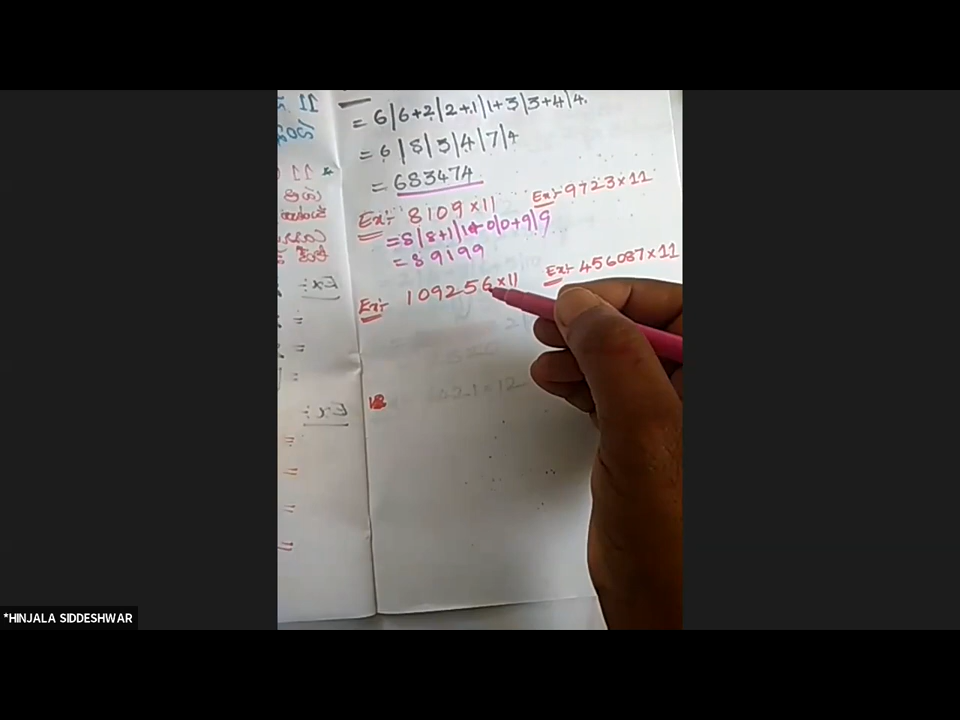 = 6|6+2|2+1|1+3|3+4|4.
= 6|8|3|4|7|4
= 683474
Ex:- 8109×11
= 8|8+1|1+0|0+9|9
= 89199
Ex:- 9723×11
Ex:- 109256×11
Ex:- 456087×11
*HINJALA SIDDESHWAR